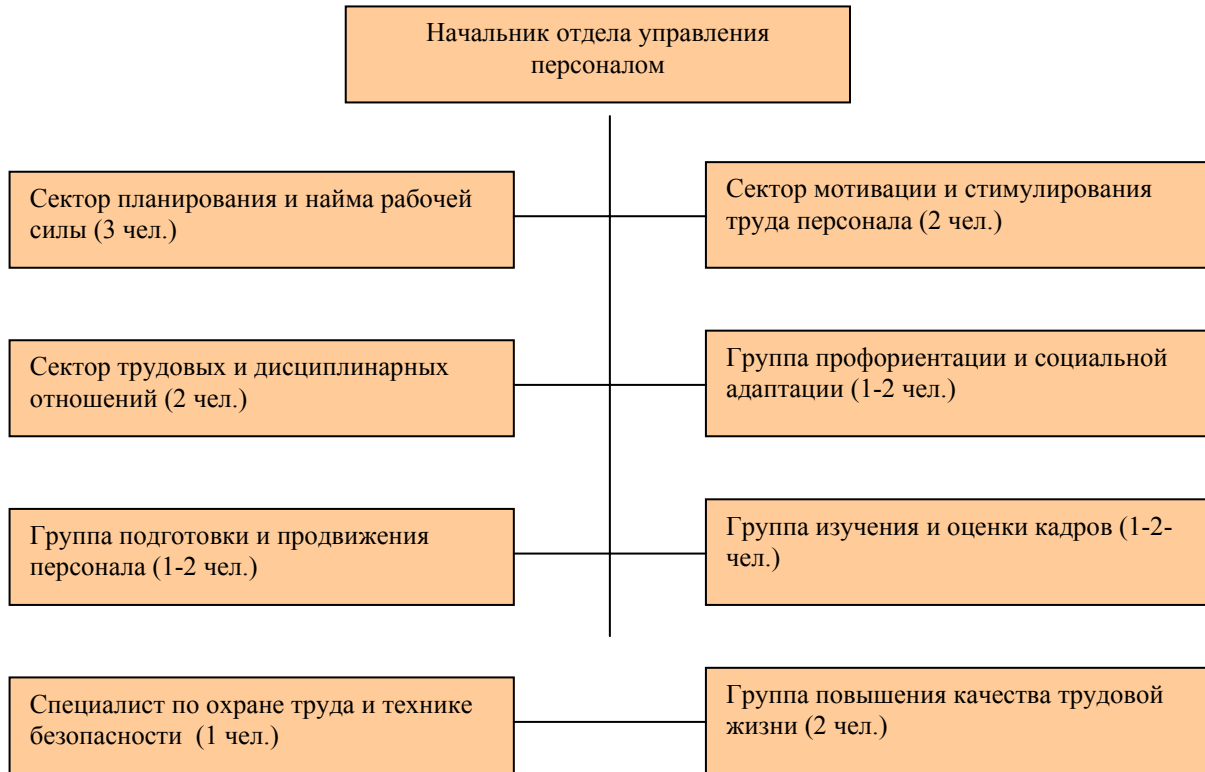 Начальник отдела управления
персоналом
Сектор планирования и найма рабочей
силы (3 чел.)
Сектор мотивации и стимулирования
труда персонала (2 чел.)
Сектор трудовых и дисциплинарных
отношений (2 чел.)
Группа профориентации и социальной
адаптации (1-2 чел.)
Группа подготовки и продвижения
персонала (1-2 чел.)
Группа изучения и оценки кадров (1-2-
чел.)
Специалист по охране труда и технике
безопасности  (1 чел.)
Группа повышения качества трудовой
жизни (2 чел.)